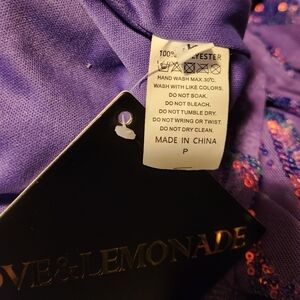 100% POLYESTER
HAND WASH MAX.30°C.
WASH WITH LIKE COLORS.
DO NOT SOAK.
DO NOT BLEACH.
DO NOT TUMBLE DRY.
DO NOT WRING OR TWIST.
DO NOT DRY CLEAN.
MADE IN CHINA
P
OVE&LEMONADE